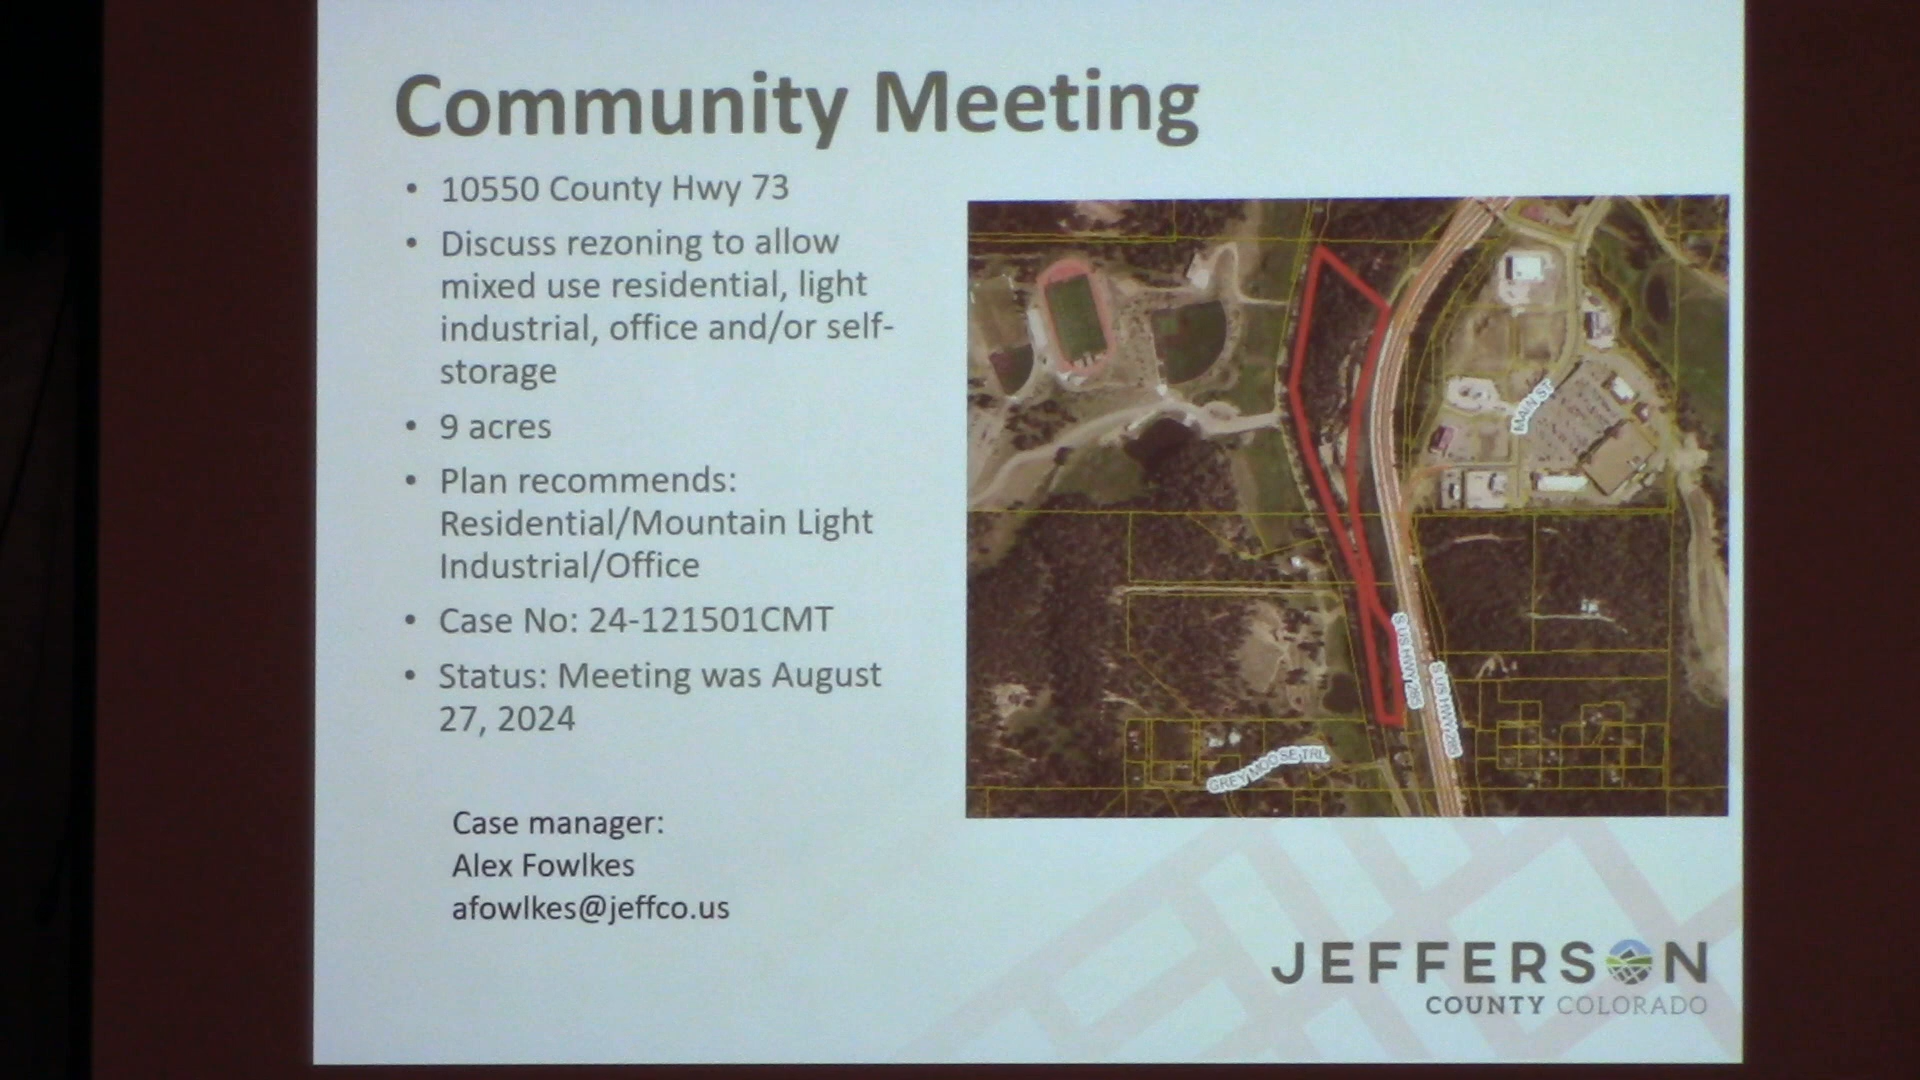 Community Meeting
• 10550 County Hwy 73
• Discuss rezoning to allow
mixed use residential, light
industrial, office and/or self-
storage
• 9 acres
• Plan recommends:
Residential/Mountain Light
Industrial/Office
• Case No: 24-121501CMT
• Status: Meeting was August
27, 2024
Case manager:
Alex Fowlkes
afowlkes@jeffco.us
MAIN ST
S US HWY 285
S US HWY 285
GREY MOOSE TRL
JEFFERSON
COUNTY COLORADO